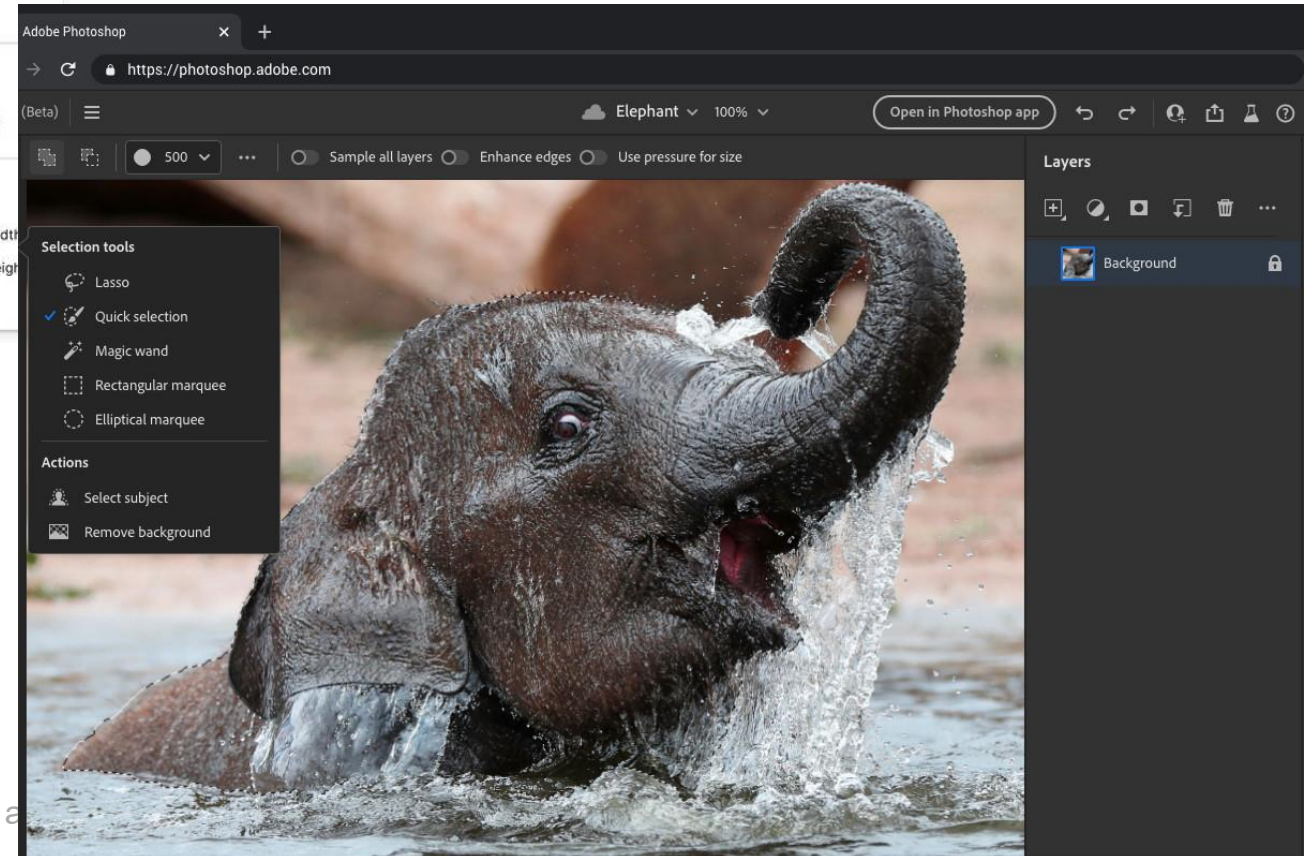 Adobe Photoshop
https://photoshop.adobe.com
(Beta)
Elephant
100%
Open in Photoshop app
500
Sample all layers
Enhance edges
Use pressure for size
Layers
Background
Selection tools
Lasso
Quick selection
Magic wand
Rectangular marquee
Elliptical marquee
Actions
Select subject
Remove background